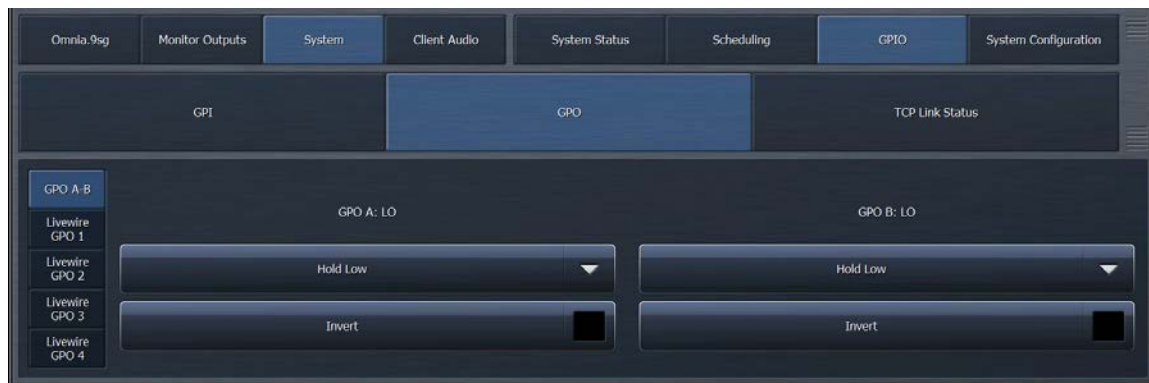 Omnia.9sg Monitor Outputs System Client Audio System Status Scheduling GPIO System Configuration
GPI GPO TCP Link Status
GPO A-B
Livewire
GPO 1
Livewire
GPO 2
Livewire
GPO 3
Livewire
GPO 4
GPO A: LO
Hold Low
Invert
GPO B: LO
Hold Low
Invert